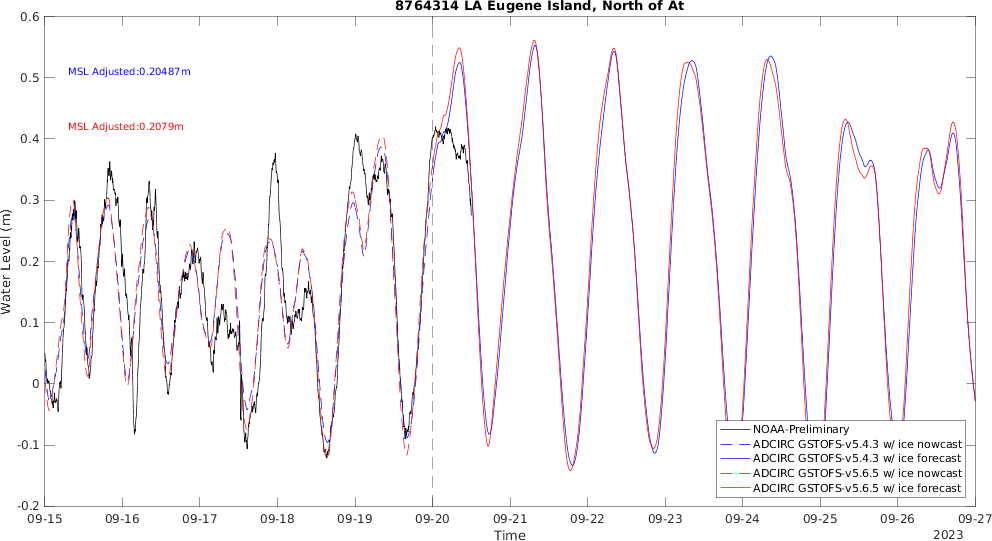 8764314 LA Eugene Island, North of At
0.6
0.5
0.4
0.3
0.2
0.1
0
-0.1
-0.2
Water Level (m)
MSL Adjusted:0.20487m
MSL Adjusted:0.2079m
NOAA-Preliminary
ADCIRC GSTOFS-v5.4.3 w/ ice nowcast
ADCIRC GSTOFS-v5.4.3 w/ ice forecast
ADCIRC GSTOFS-v5.6.5 w/ ice nowcast
ADCIRC GSTOFS-v5.6.5 w/ ice forecast
09-15 09-16 09-17 09-18 09-19 09-20 09-21 09-22 09-23 09-24 09-25 09-26 09-27
Time
2023